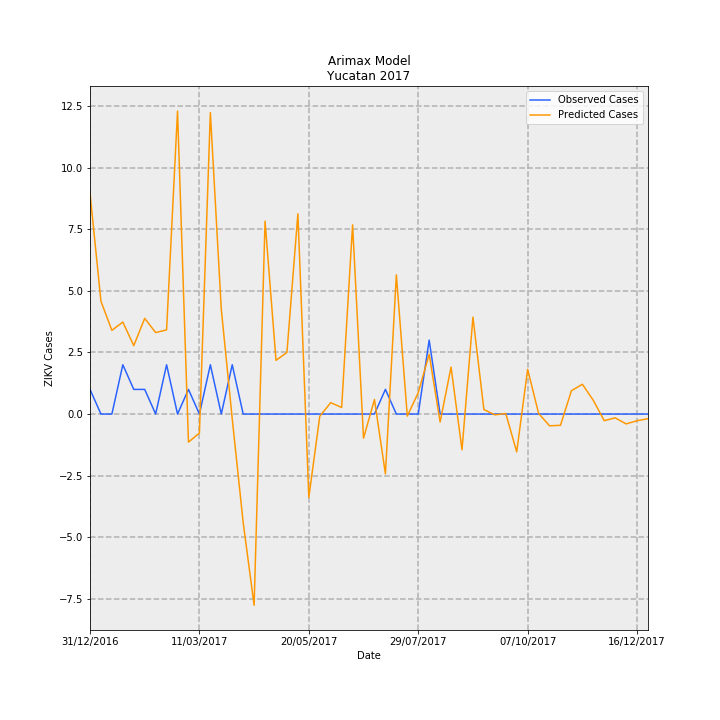 Arimax Model
Yucatan 2017
Observed Cases
Predicted Cases
12.5
10.0
7.5
5.0
2.5
0.0
−2.5
−5.0
−7.5
ZIKV Cases
31/12/2016 11/03/2017 20/05/2017 29/07/2017 07/10/2017 16/12/2017
Date